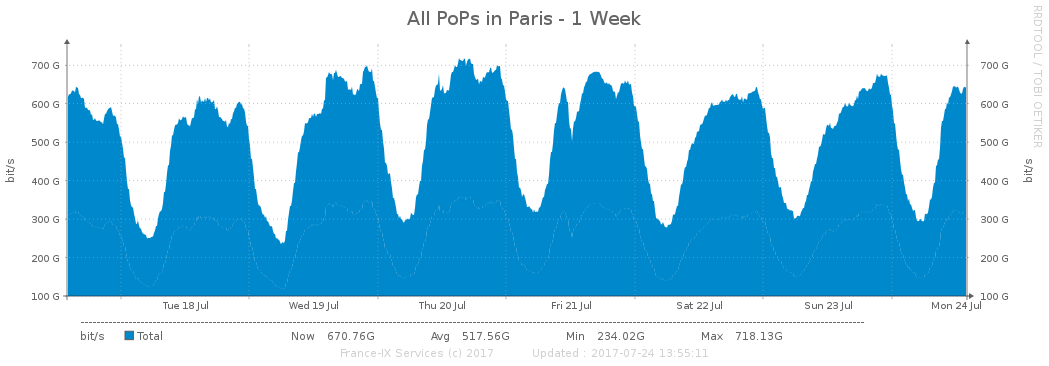 All PoPs in Paris - 1 Week
RRDTOOL / TOBI OETIKER
700 G 700 G
600 G 600 G
500 G 500 G
400 G 400 G
300 G 300 G
200 G 200 G
100 G 100 G
bit/s bit/s
Tue 18 Jul Wed 19 Jul Thu 20 Jul Fri 21 Jul Sat 22 Jul Sun 23 Jul Mon 24 Jul
bit/s Total Now 670.76G Avg 517.56G Min 234.02G Max 718.13G
France-IX Services (c) 2017 Updated : 2017-07-24 13:55:11